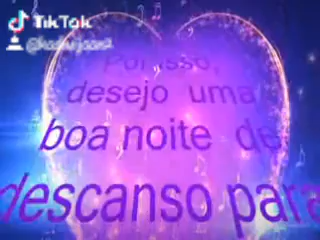 TikTok
Por isso,
desejo uma
boa noite de
descanso para